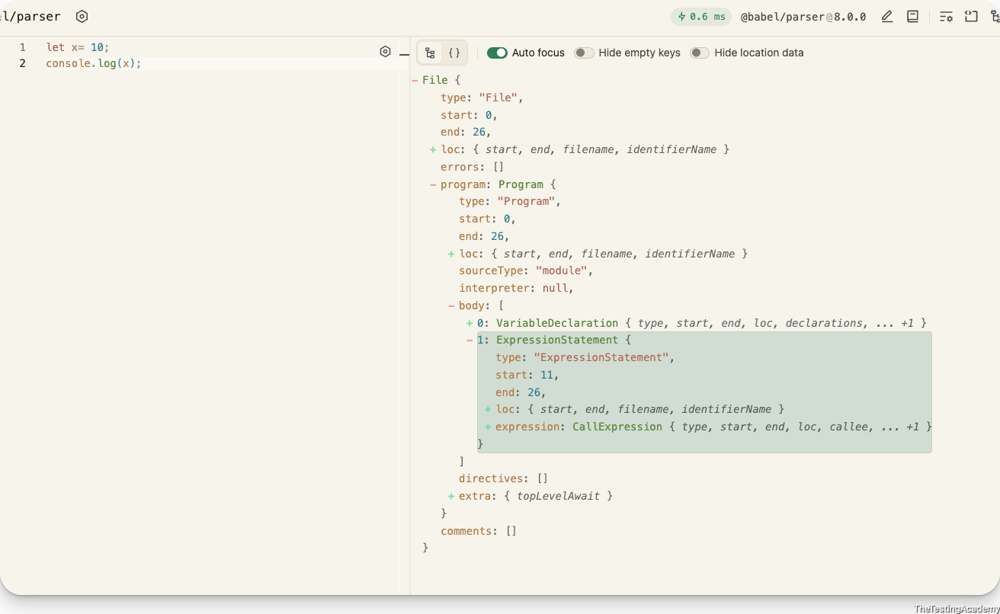 l/parser
0.6 ms @babel/parser@8.0.0
1 let x= 10;
2 console.log(x);
{ } Auto focus Hide empty keys Hide location data
− File {
type: "File",
start: 0,
end: 26,
+ loc: { start, end, filename, identifierName }
errors: []
− program: Program {
type: "Program",
start: 0,
end: 26,
+ loc: { start, end, filename, identifierName }
sourceType: "module",
interpreter: null,
− body: [
+ 0: VariableDeclaration { type, start, end, loc, declarations, ... +1 }
− 1: ExpressionStatement {
type: "ExpressionStatement",
start: 11,
end: 26,
+ loc: { start, end, filename, identifierName }
+ expression: CallExpression { type, start, end, loc, callee, ... +1 }
}
]
directives: []
+ extra: { topLevelAwait }
}
comments: []
}
TheTestingAcademy